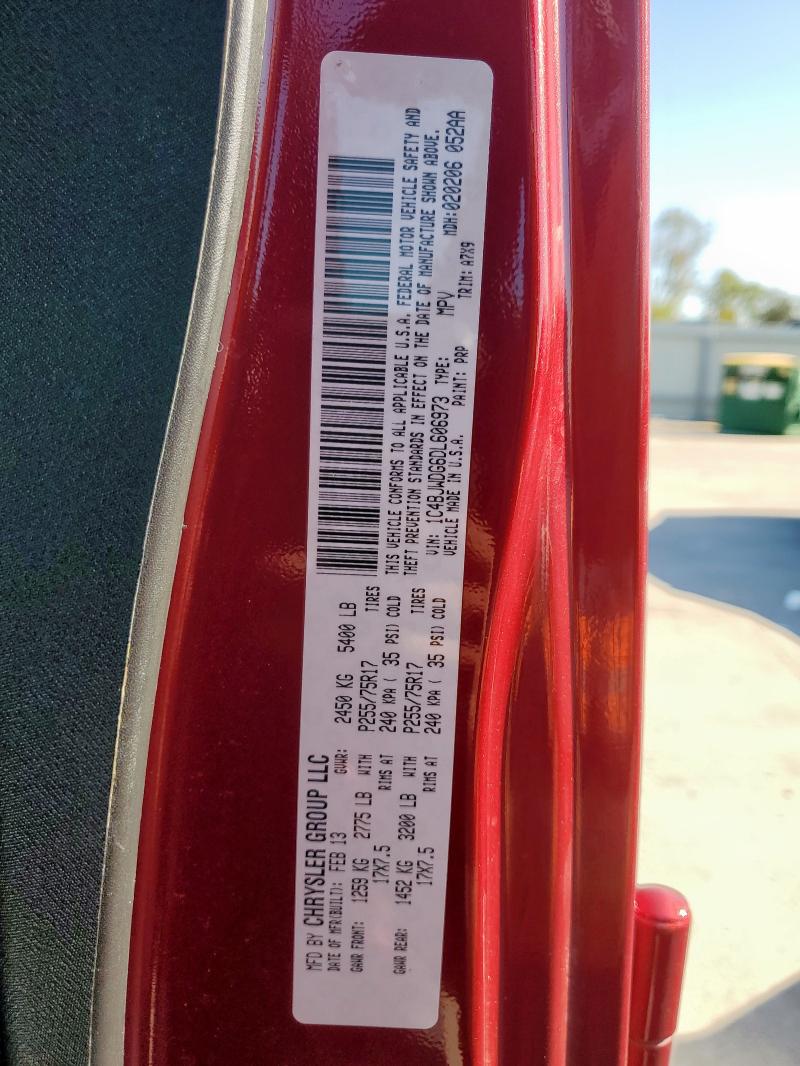 MFD BY CHRYSLER GROUP LLC
DATE OF MFR(BUILT): FEB 13 GVWR: 2450 KG 5400 LB
GAWR FRONT: 1259 KG 2775 LB WITH P255/75R17 TIRES
17X7.5 RIMS AT 240 KPA ( 35 PSI) COLD
GAWR REAR: 1452 KG 3200 LB WITH P255/75R17 TIRES
17X7.5 RIMS AT 240 KPA ( 35 PSI) COLD
THIS VEHICLE CONFORMS TO ALL APPLICABLE U.S.A. FEDERAL MOTOR VEHICLE SAFETY AND
THEFT PREVENTION STANDARDS IN EFFECT ON THE DATE OF MANUFACTURE SHOWN ABOVE.
VIN: 1C4BJWDG6DL606973 TYPE: MPV MDH: 020206 052AA
VEHICLE MADE IN U.S.A. PAINT: PRP TRIM: A7X9